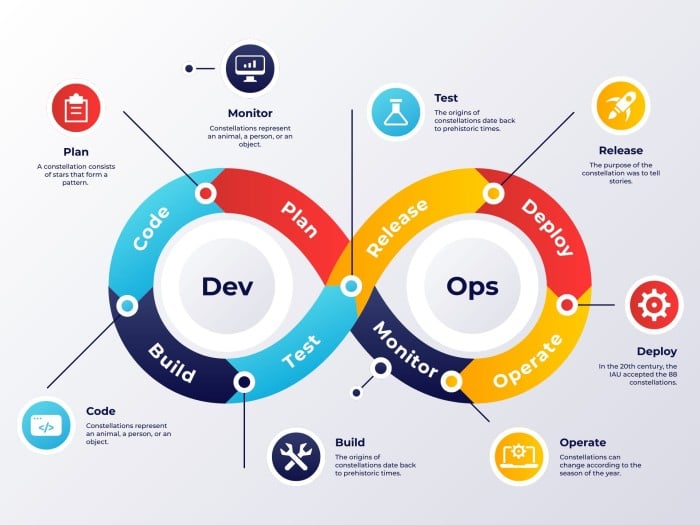 Monitor
Constellations represent
an animal, a person, or an
object.
Plan
A constellation consists
of stars that form a
pattern.
Test
The origins of
constellations date back
to prehistoric times.
Release
The purpose of the
constellation was to tell
stories.
Code
Plan
Build
Test
Dev
Release
Deploy
Monitor
Operate
Ops
Deploy
In the 20th century, the
IAU accepted the 88
constellations.
</>
Code
Constellations represent
an animal, a person, or an
object.
Build
The origins of
constellations date back
to prehistoric times.
Operate
Constellations can
change according to the
season of the year.